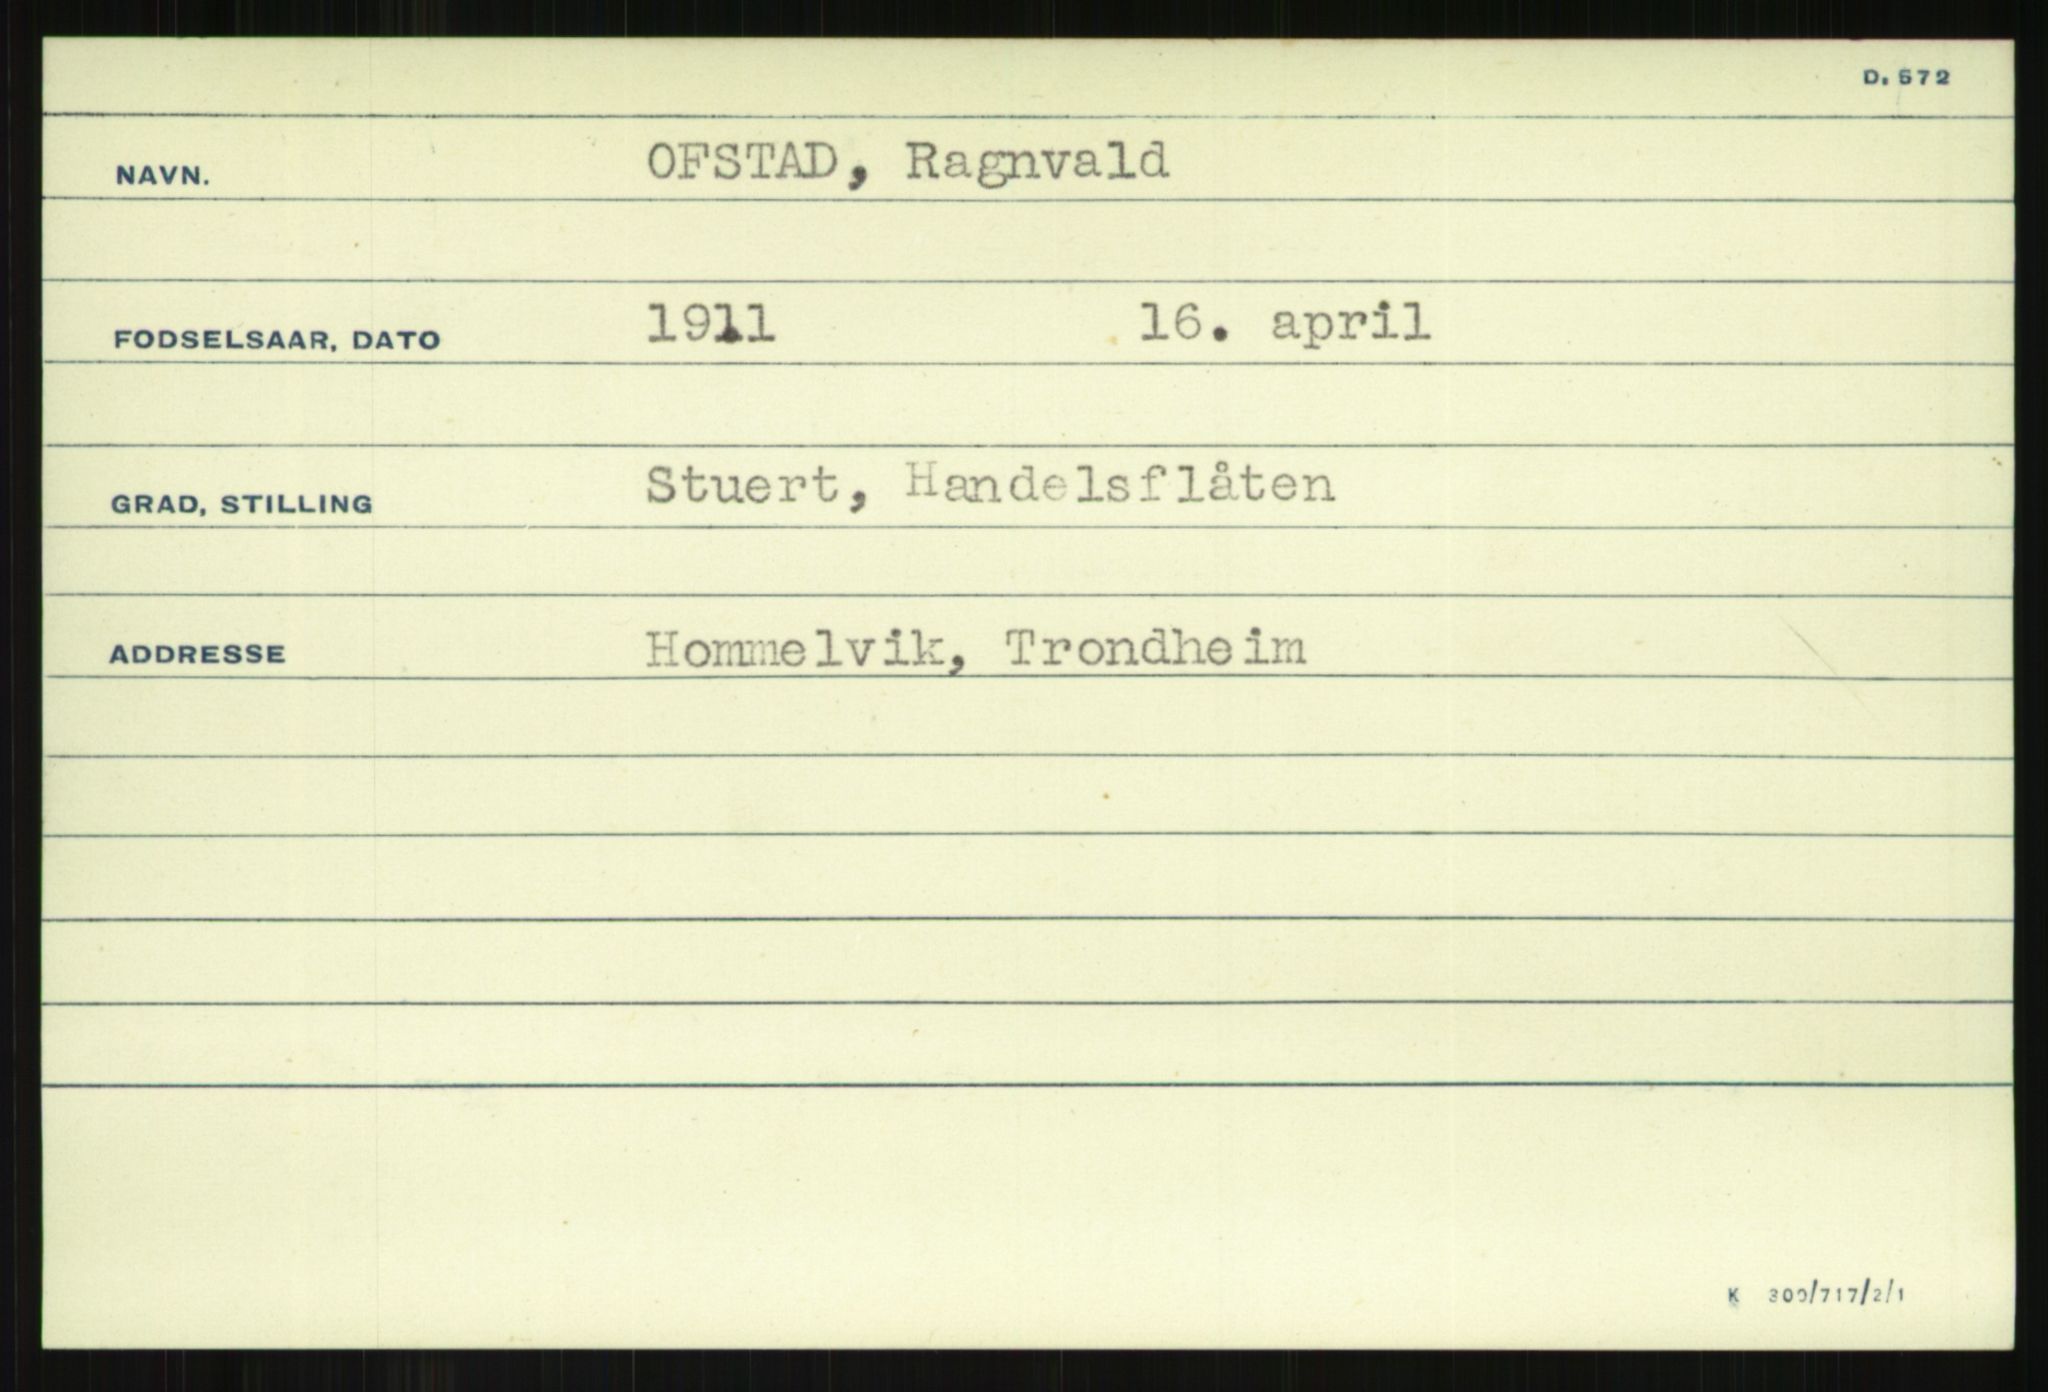 D. 572
NAVN. OFSTAD, Ragnvald
FODSELSAAR, DATO 1911 16. april
GRAD, STILLING Stuert, Handelsflåten
ADDRESSE Hommelvik, Trondheim
K 300/717/2/1